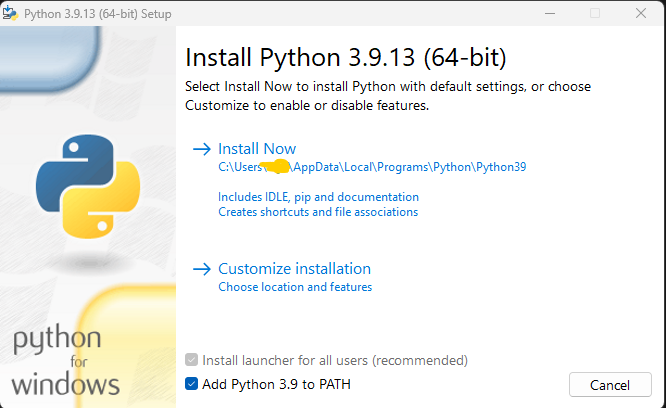 Python 3.9.13 (64-bit) Setup
Install Python 3.9.13 (64-bit)
Select Install Now to install Python with default settings, or choose
Customize to enable or disable features.
Install Now
C:\Users\ \AppData\Local\Programs\Python\Python39
Includes IDLE, pip and documentation
Creates shortcuts and file associations
Customize installation
Choose location and features
python
for
windows
Install launcher for all users (recommended)
Add Python 3.9 to PATH
Cancel